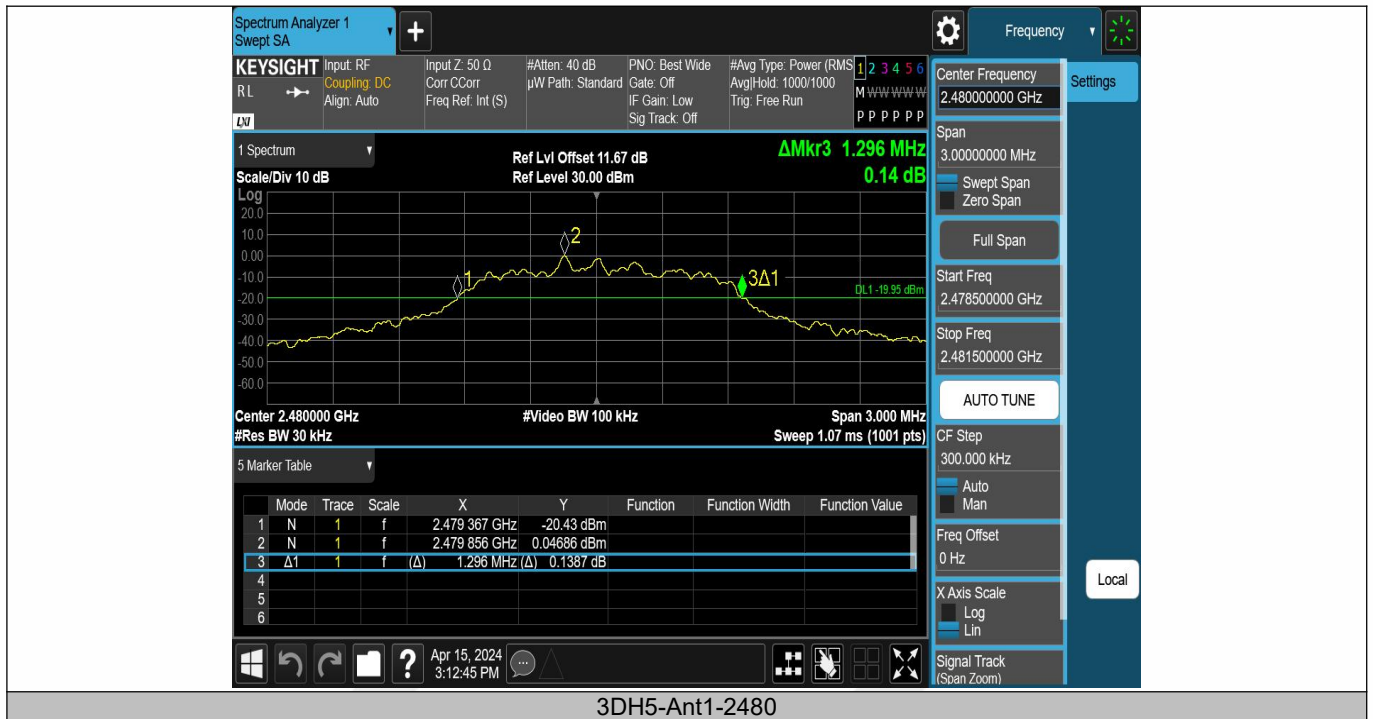 Spectrum Analyzer 1
Swept SA
Frequency
KEYSIGHT
RL
LXI
Input: RF
Coupling: DC
Align: Auto
Input Z: 50 Ω
Corr CCorr
Freq Ref: Int (S)
#Atten: 40 dB
µW Path: Standard
PNO: Best Wide
Gate: Off
IF Gain: Low
Sig Track: Off
#Avg Type: Power (RMS
Avg|Hold: 1000/1000
Trig: Free Run
1 2 3 4 5 6
M W W W W W
P P P P P P
1 Spectrum
Scale/Div 10 dB
Ref Lvl Offset 11.67 dB
Ref Level 30.00 dBm
ΔMkr3 1.296 MHz
0.14 dB
Log
20.0
10.0
0.00
-10.0
-20.0
-30.0
-40.0
-50.0
-60.0
1
2
3Δ1
DL1 -19.95 dBm
Center 2.480000 GHz
#Video BW 100 kHz
Span 3.000 MHz
#Res BW 30 kHz
Sweep 1.07 ms (1001 pts)
5 Marker Table
Mode Trace Scale X Y Function Function Width Function Value
1 N 1 f 2.479 367 GHz -20.43 dBm
2 N 1 f 2.479 856 GHz 0.04686 dBm
3 Δ1 1 f (Δ) 1.296 MHz (Δ) 0.1387 dB
4
5
6
Apr 15, 2024
3:12:45 PM
Center Frequency
2.480000000 GHz
Settings
Span
3.00000000 MHz
Swept Span
Zero Span
Full Span
Start Freq
2.478500000 GHz
Stop Freq
2.481500000 GHz
AUTO TUNE
CF Step
300.000 kHz
Auto
Man
Freq Offset
0 Hz
Local
X Axis Scale
Log
Lin
Signal Track
(Span Zoom)
3DH5-Ant1-2480